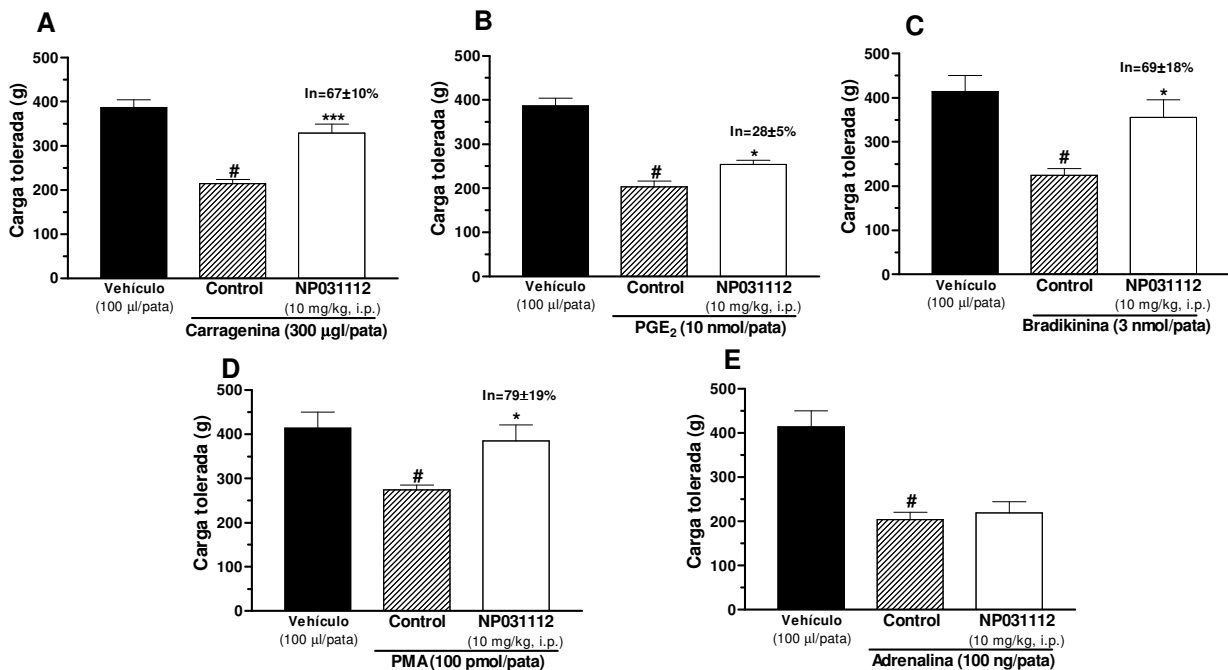 A
Carga tolerada (g)
500
400
300
200
100
0
In=67±10%
***
#
Vehículo
(100 µl/pata)
Control
NP031112
(10 mg/kg, i.p.)
Carragenina (300 µgl/pata)
B
Carga tolerada (g)
500
400
300
200
100
0
In=28±5%
*
#
Vehículo
(100 µl/pata)
Control
NP031112
(10 mg/kg, i.p.)
PGE₂ (10 nmol/pata)
C
Carga tolerada (g)
500
400
300
200
100
0
In=69±18%
*
#
Vehículo
(100 µl/pata)
Control
NP031112
(10 mg/kg, i.p.)
Bradikinina (3 nmol/pata)
D
Carga tolerada (g)
500
400
300
200
100
0
In=79±19%
*
#
Vehículo
(100 µl/pata)
Control
NP031112
(10 mg/kg, i.p.)
PMA (100 pmol/pata)
E
Carga tolerada (g)
500
400
300
200
100
0
#
Vehículo
(100 µl/pata)
Control
NP031112
(10 mg/kg, i.p.)
Adrenalina (100 ng/pata)